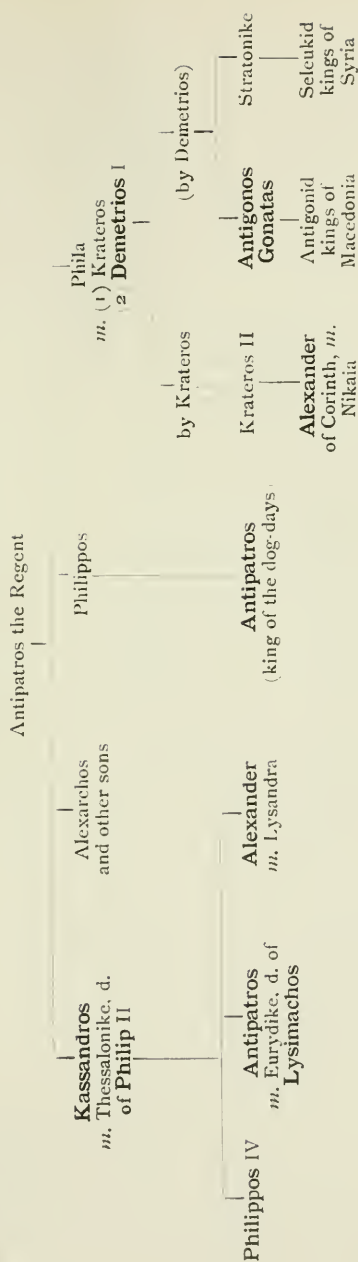 Antipatros the Regent
Kassandros
m. Thessalonike, d.
of Philip II
Alexarchos
and other sons
Philippos
Phila
m. (1) Krateros
2 Demetrios I
by Krateros
(by Demetrios)
Philippos IV
Antipatros
m. Eurydike, d. of
Lysimachos
Alexander
m. Lysandra
Antipatros
(king of the dog-days
Krateros II
Antigonos
Gonatas
Stratonike
Alexander
of Corinth, m.
Nikaia
Antigonid
kings of
Macedonia
Seleukid
kings of
Syria